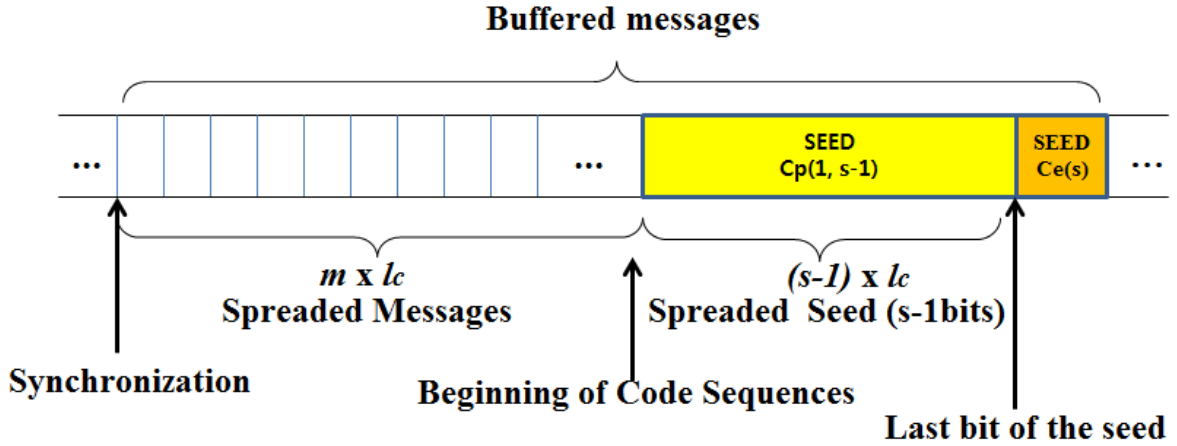 Buffered messages
... ... SEED SEED ...
Cp(1, s-1) Ce(s)
m x lc (s-1) x lc
Spreaded Messages Spreaded Seed (s-1bits)
Synchronization
Beginning of Code Sequences
Last bit of the seed